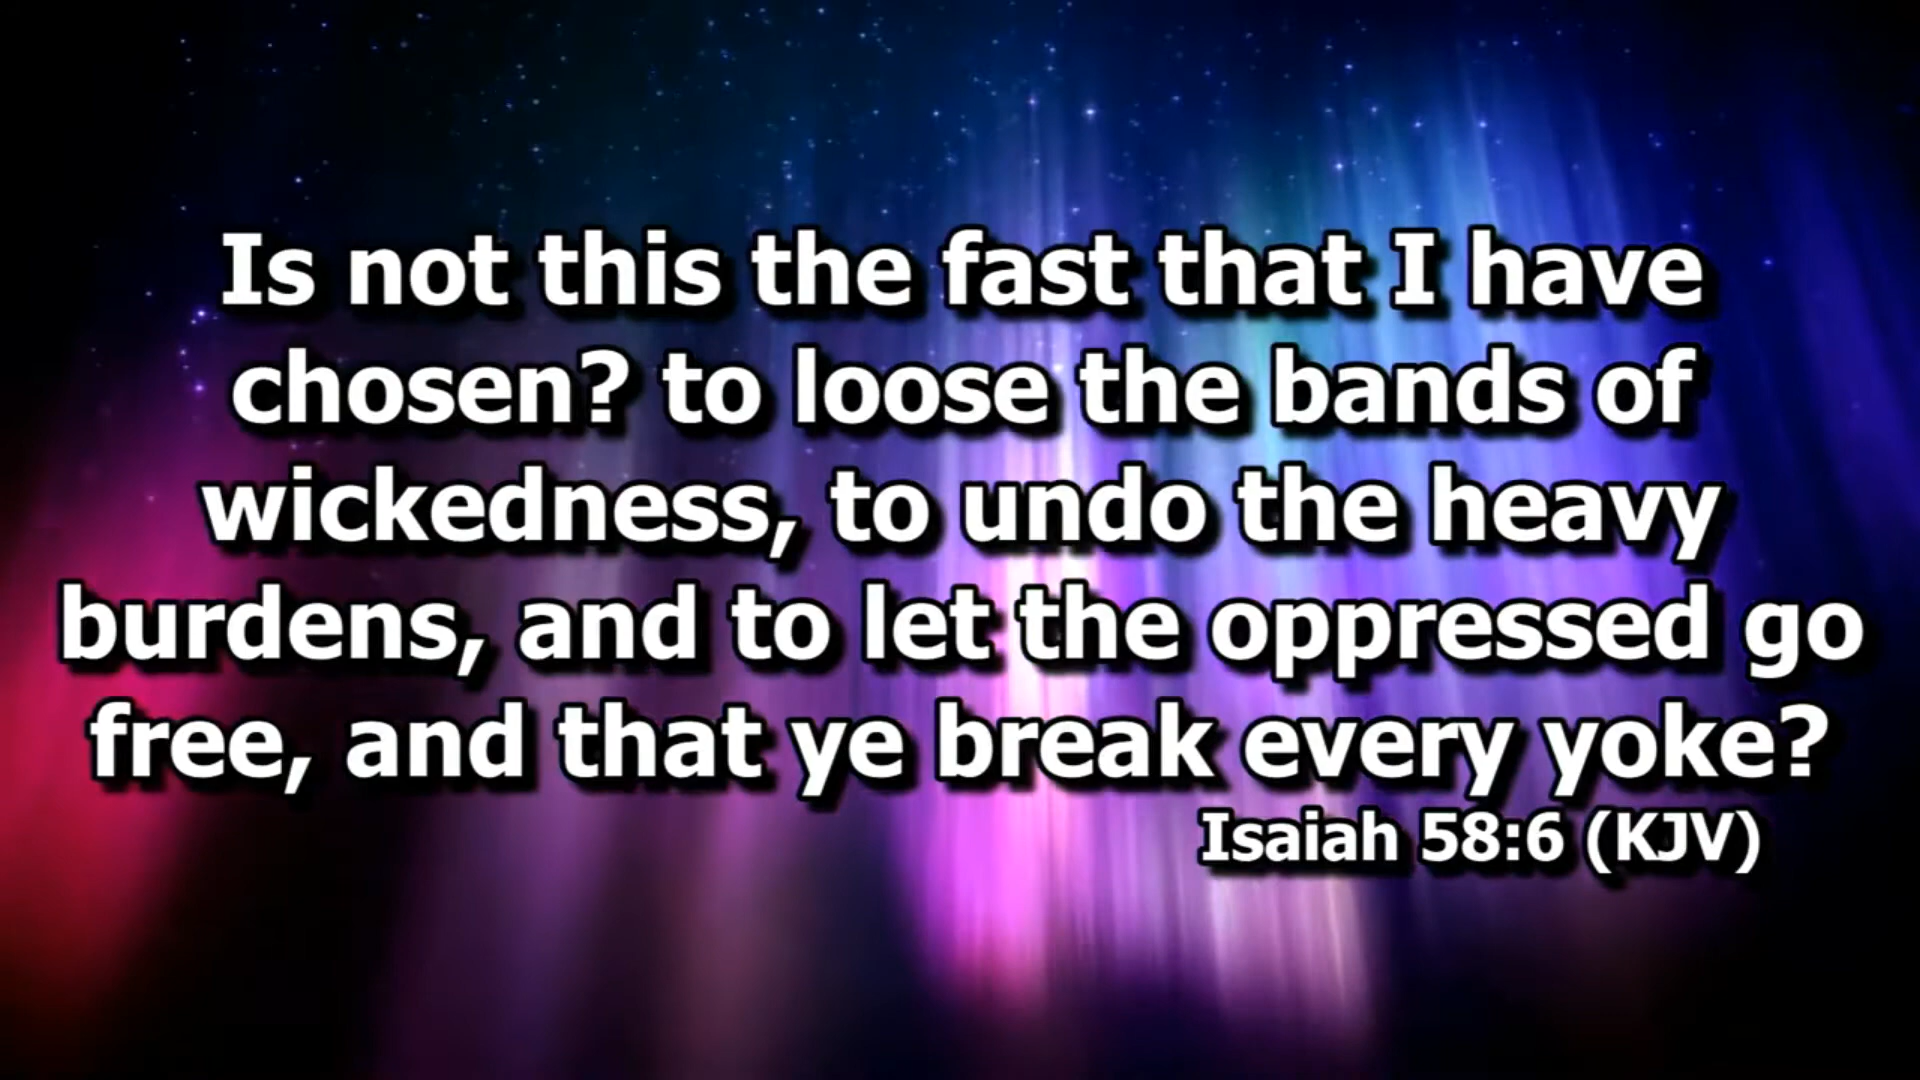 Is not this the fast that I have
chosen? to loose the bands of
wickedness, to undo the heavy
burdens, and to let the oppressed go
free, and that ye break every yoke?
Isaiah 58:6 (KJV)